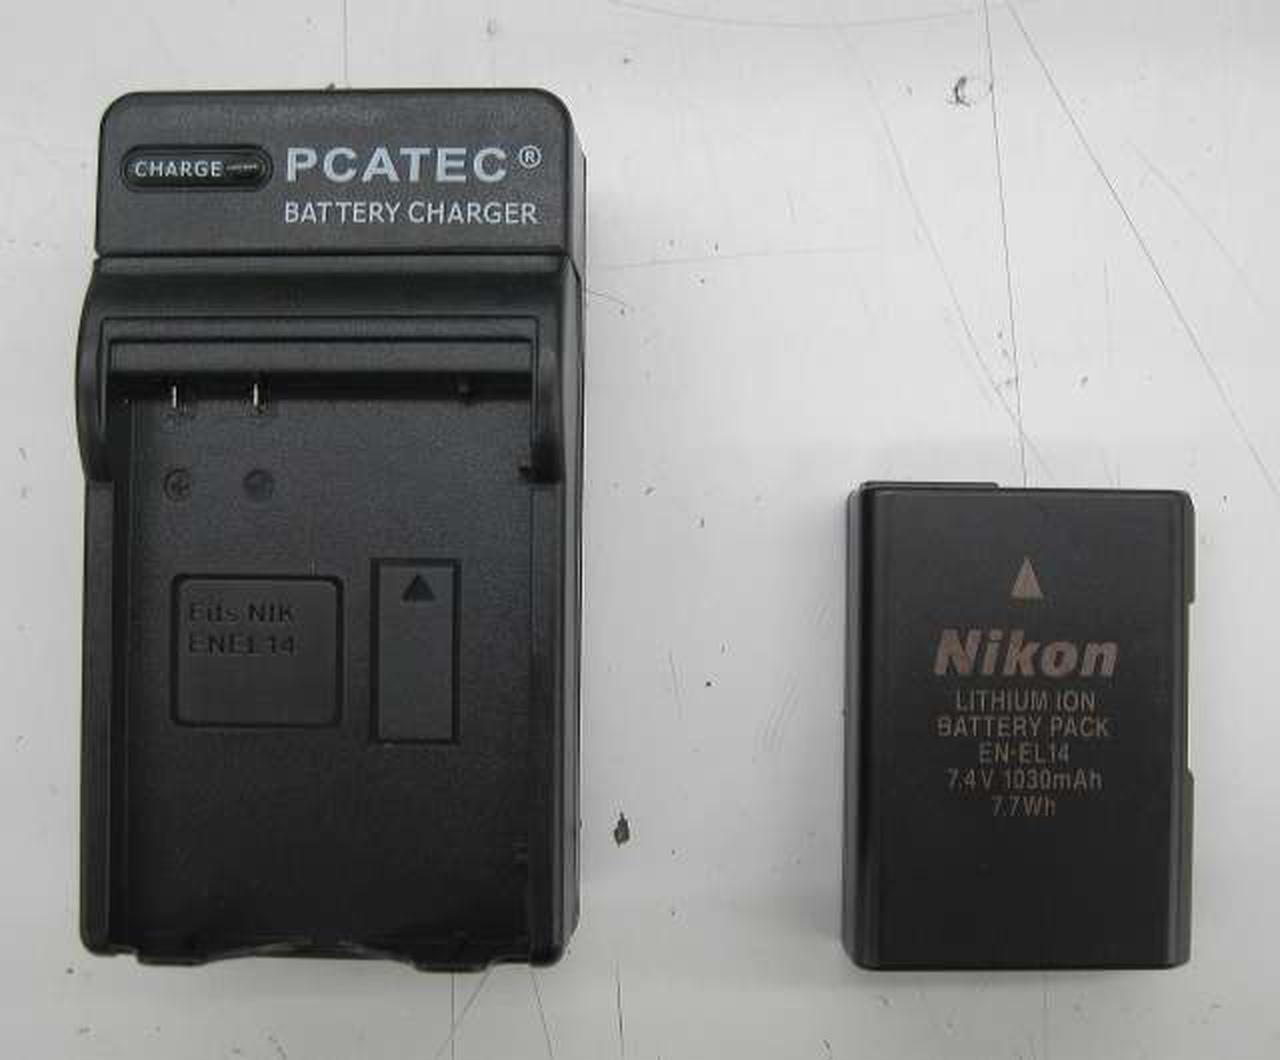 CHARGE
PCATEC®
BATTERY CHARGER
Fits NIK
ENEL14
Nikon
LITHIUM ION
BATTERY PACK
EN-EL14
7.4V 1030mAh
7.7Wh